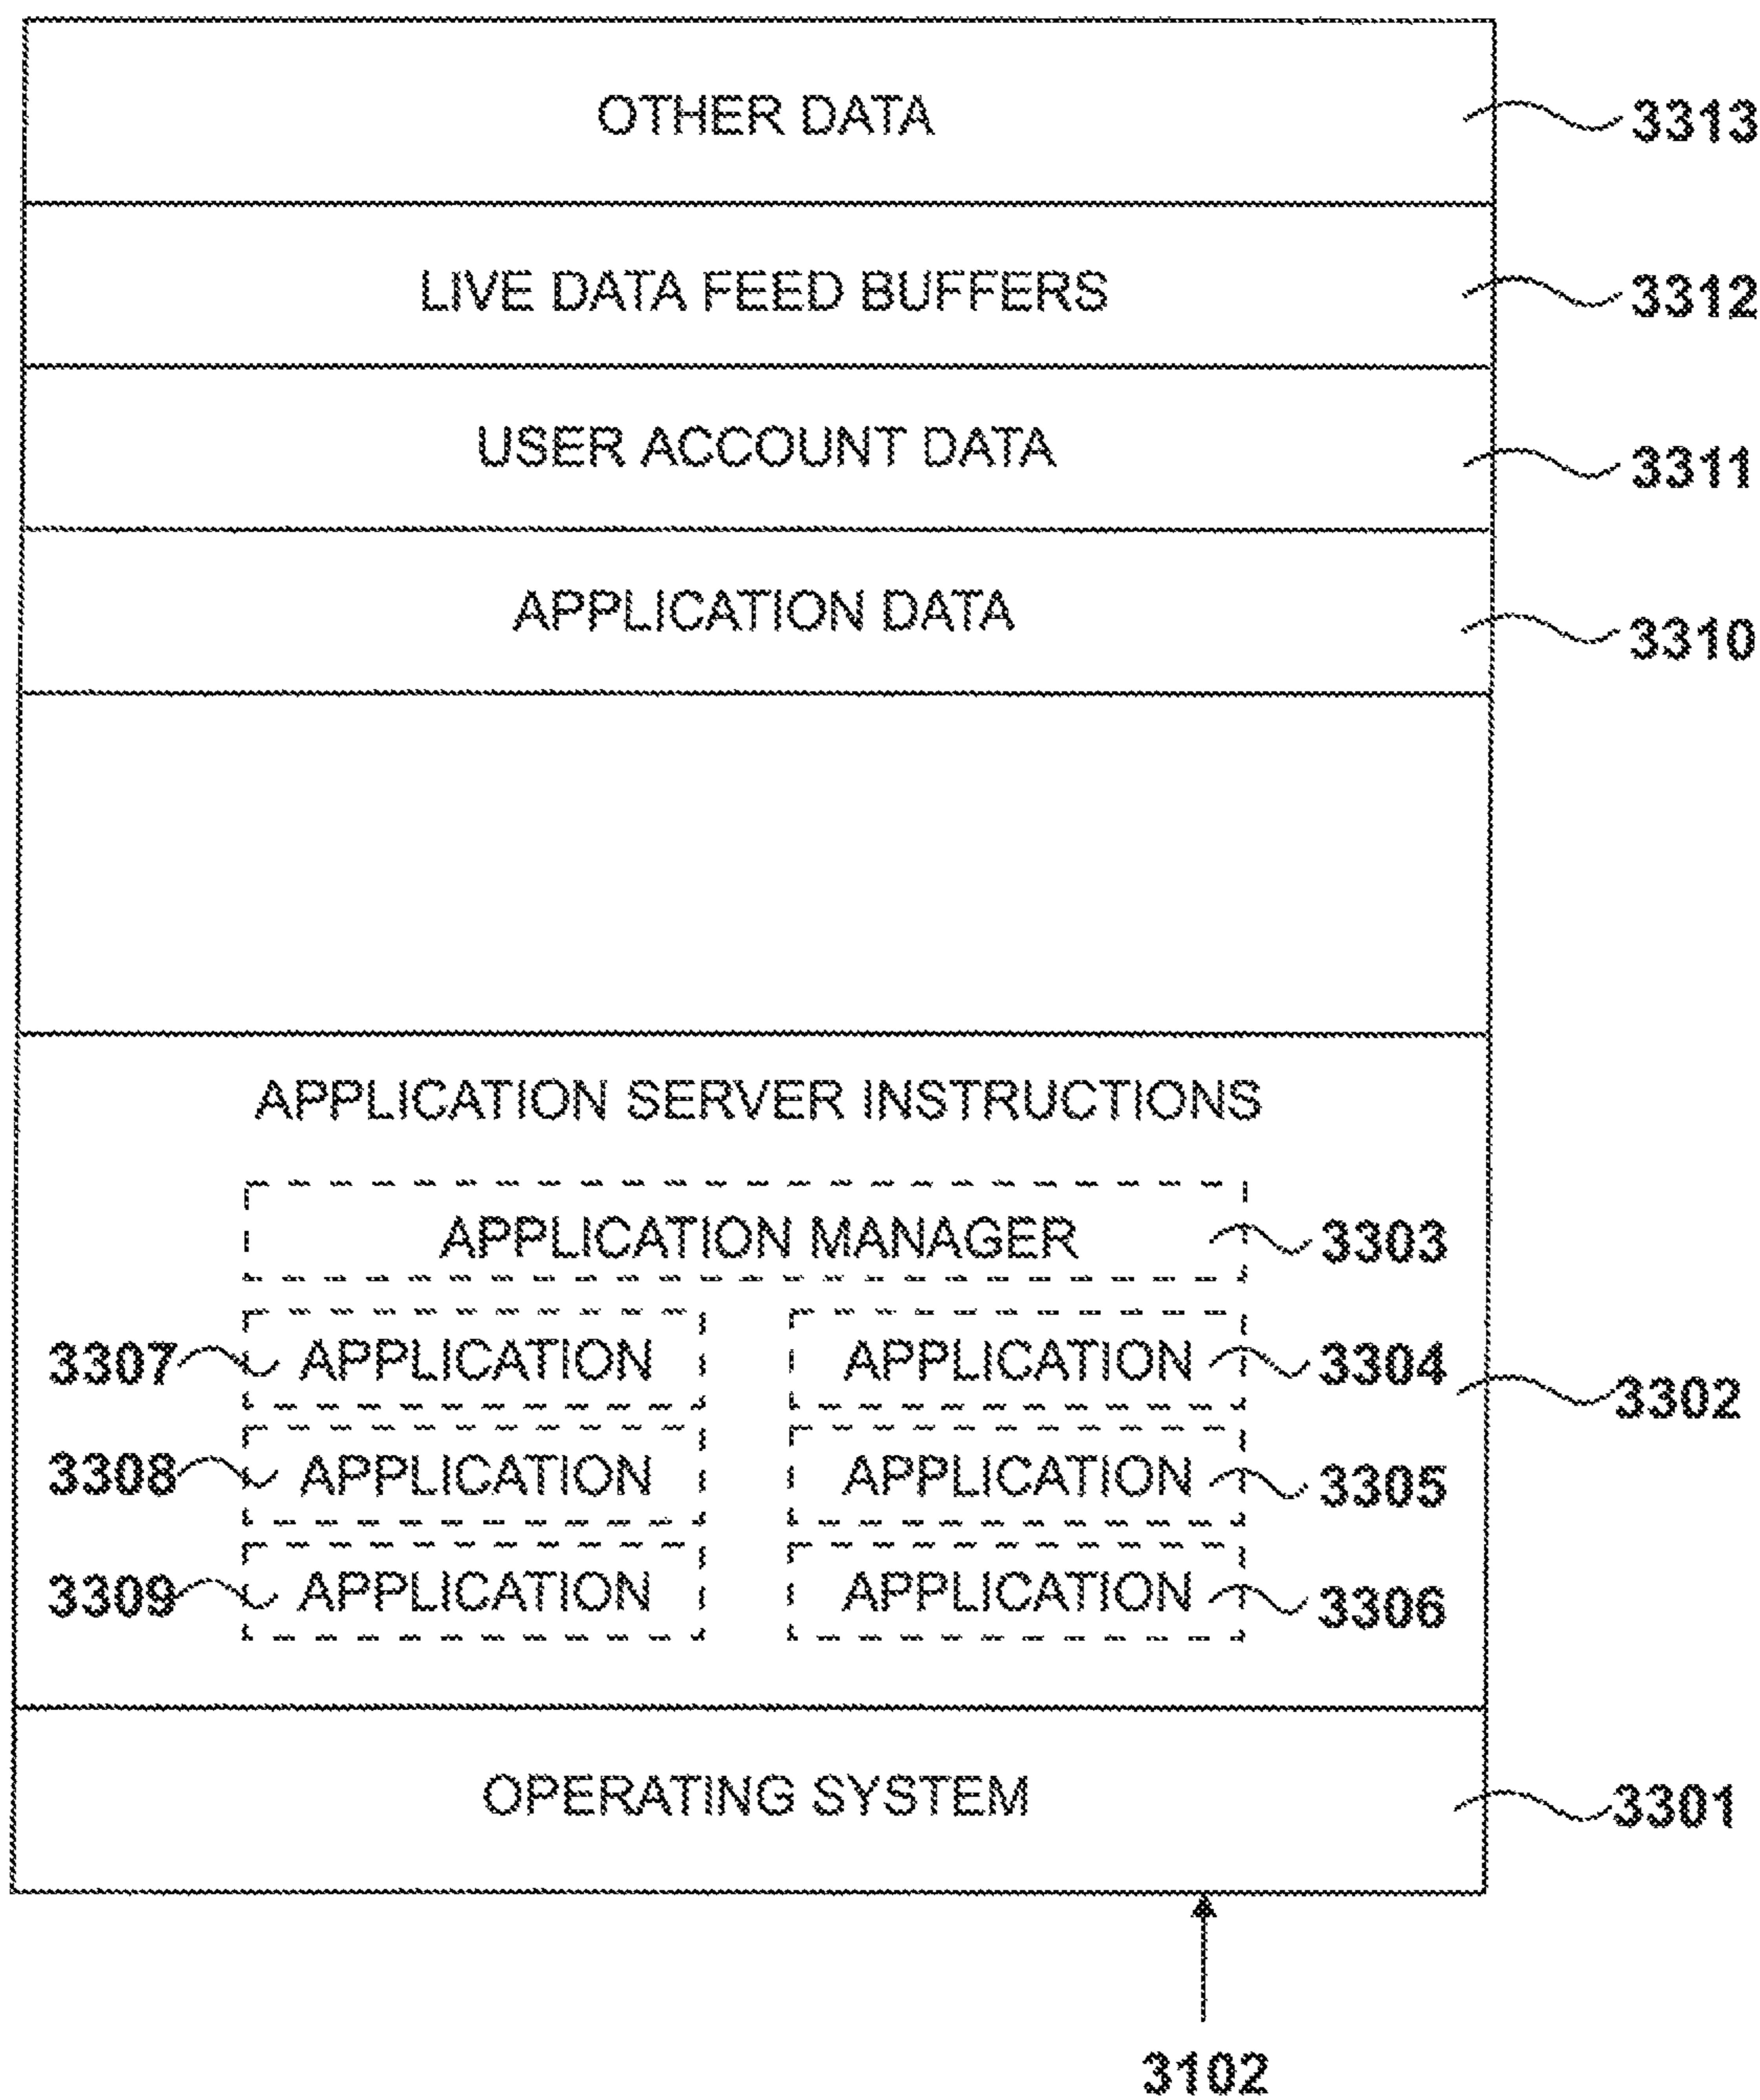 OTHER DATA 3313
LIVE DATA FEED BUFFERS 3312
USER ACCOUNT DATA 3311
APPLICATION DATA 3310
APPLICATION SERVER INSTRUCTIONS
APPLICATION MANAGER 3303
3307 APPLICATION APPLICATION 3304
3302
3308 APPLICATION APPLICATION 3305
3309 APPLICATION APPLICATION 3306
OPERATING SYSTEM 3301
3102